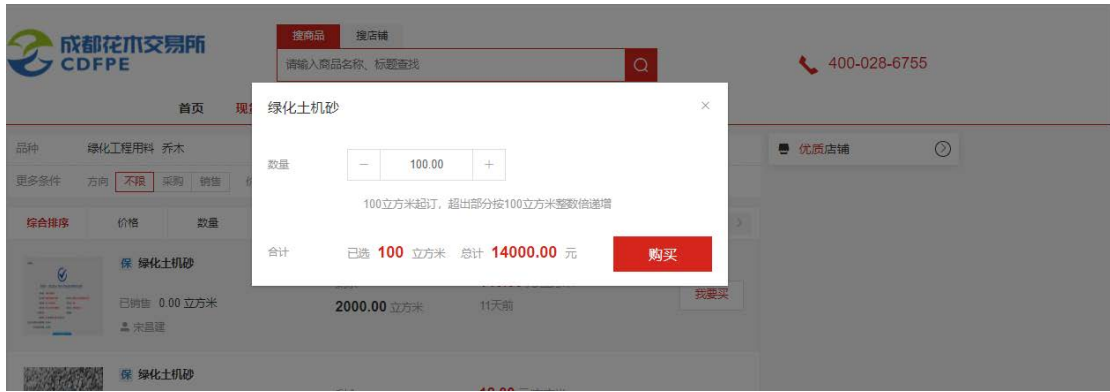 成都花木交易所
CDFPE
搜商品 搜店铺
请输入商品名称、标题查找
400-028-6755
首页
绿化土机砂 ×
品种 绿化工程用料 乔木
优质店铺
数量 − 100.00 +
更多条件 方向 不限 采购 销售
100立方米起订，超出部分按100立方米整数倍递增
综合排序 价格 数量
合计 已选 100 立方米 总计 14000.00 元 购买
保 绿化土机砂
已销售 0.00 立方米
2000.00 立方米 11天前
我要买
宋昌建
保 绿化土机砂